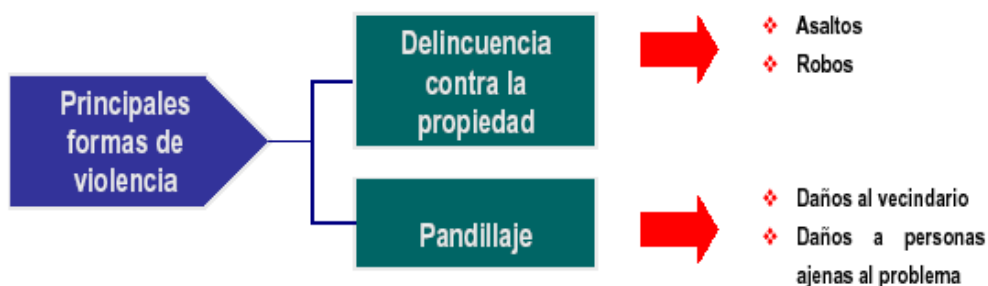 Principales
formas de
violencia
Delincuencia
contra la
propiedad
Asaltos
Robos
Pandillaje
Daños al vecindario
Daños a personas
ajenas al problema